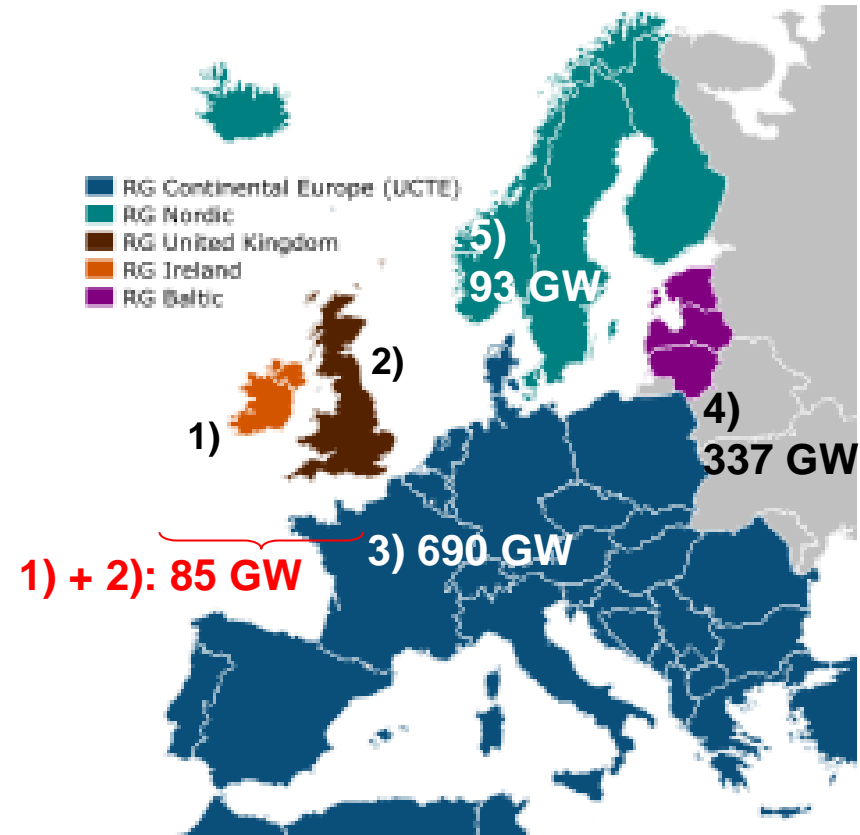 RG Continental Europe (UCTE)
RG Nordic
RG United Kingdom
RG Ireland
RG Baltic
5)
93 GW
2)
1)
4)
337 GW
3) 690 GW
1) + 2): 85 GW